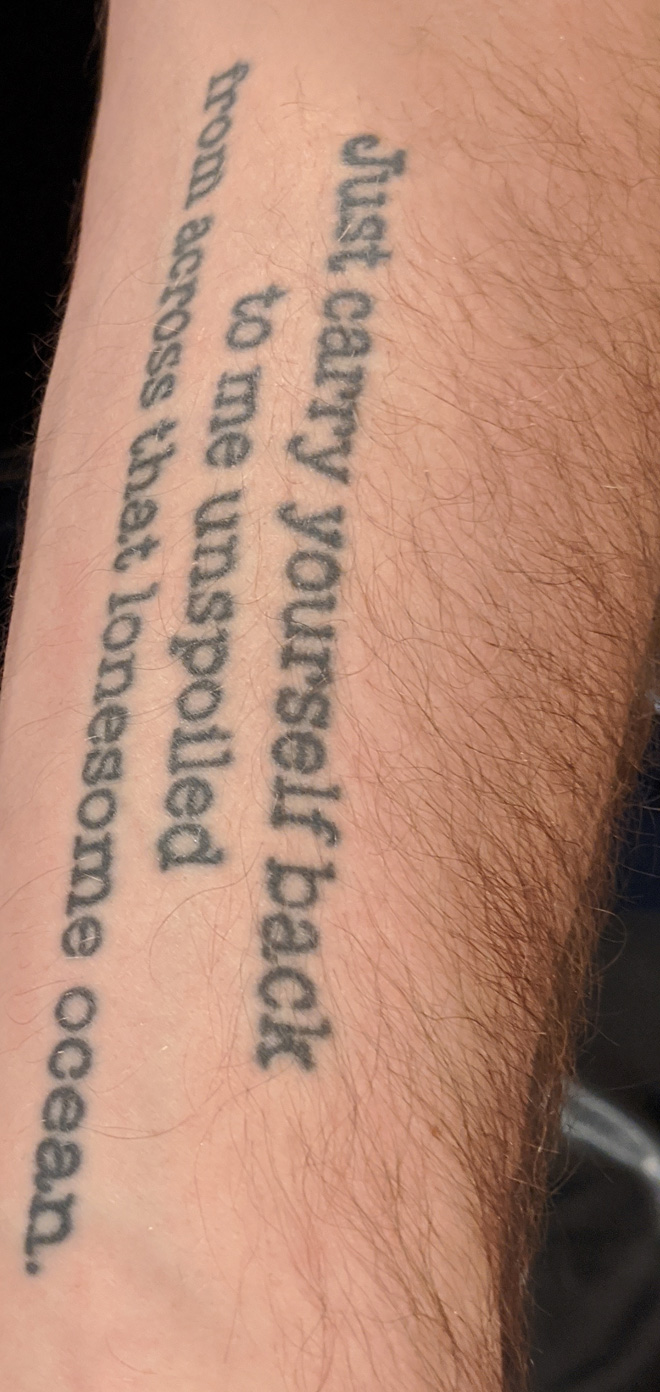 Just carry yourself back
to me unspoiled
from across that lonesome ocean.